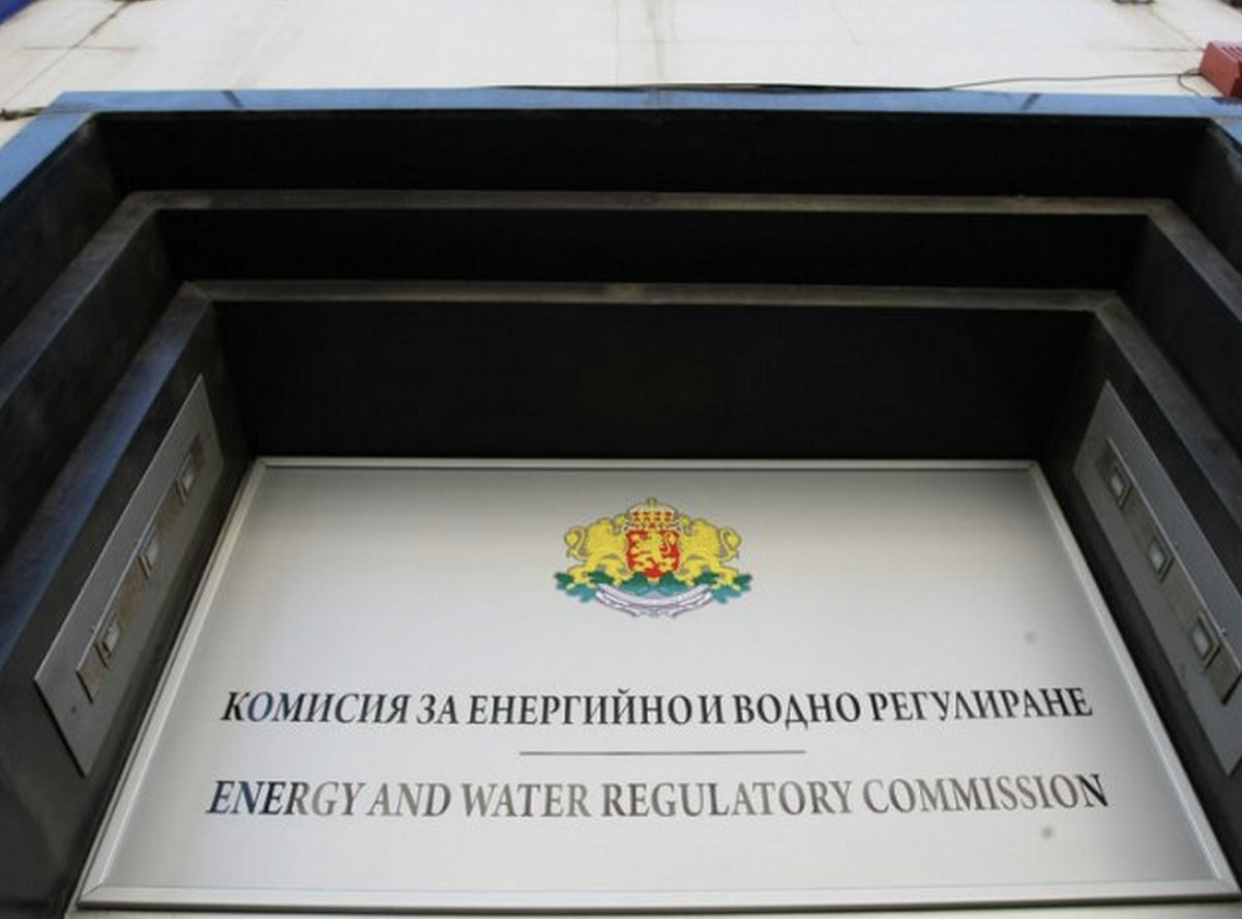 КОМИСИЯ ЗА ЕНЕРГИЙНО И ВОДНО РЕГУЛИРАНЕ
ENERGY AND WATER REGULATORY COMMISSION